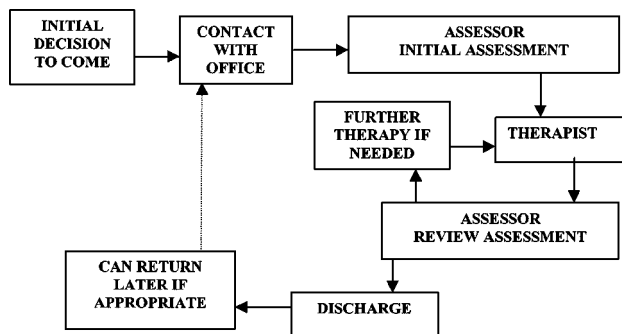 INITIAL
DECISION
TO COME
CONTACT
WITH
OFFICE
ASSESSOR
INITIAL ASSESSMENT
FURTHER
THERAPY IF
NEEDED
THERAPIST
ASSESSOR
REVIEW ASSESSMENT
CAN RETURN
LATER IF
APPROPRIATE
DISCHARGE